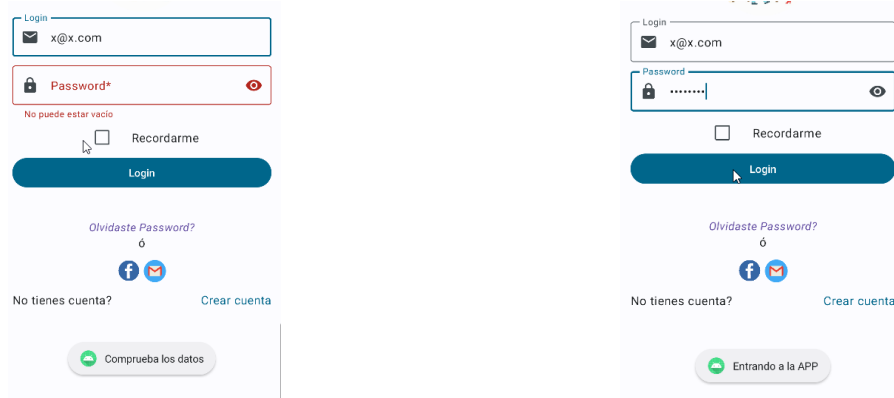 Login
x@x.com
Password*
No puede estar vacío
Recordarme
Login
Olvidaste Password?
ó
No tienes cuenta? Crear cuenta
Comprueba los datos
Login
x@x.com
Password
••••••••
Recordarme
Login
Olvidaste Password?
ó
No tienes cuenta? Crear cuenta
Entrando a la APP